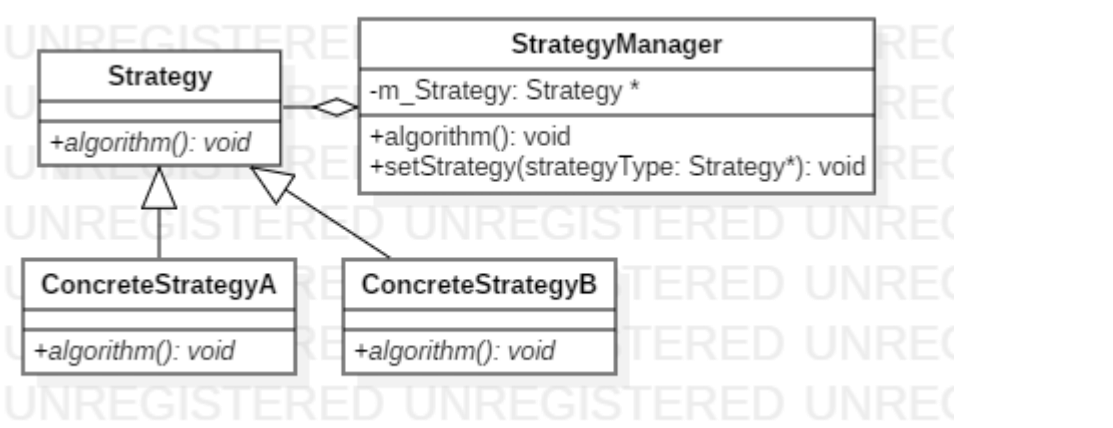 Strategy
+algorithm(): void
StrategyManager
-m_Strategy: Strategy *
+algorithm(): void
+setStrategy(strategyType: Strategy*): void
ConcreteStrategyA
+algorithm(): void
ConcreteStrategyB
+algorithm(): void
UNREGISTERED UNREGISTERED UNREG